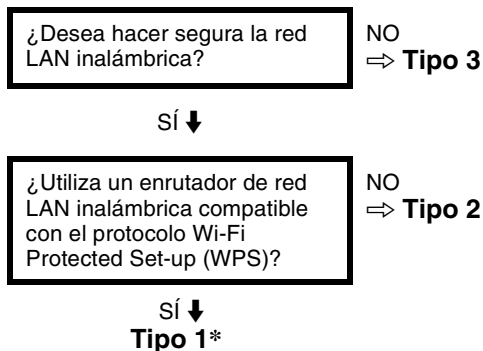 ¿Desea hacer segura la red
LAN inalámbrica?
NO
⇨ Tipo 3
SÍ ⬇
¿Utiliza un enrutador de red
LAN inalámbrica compatible
con el protocolo Wi-Fi
Protected Set-up (WPS)?
NO
⇨ Tipo 2
SÍ ⬇
Tipo 1*